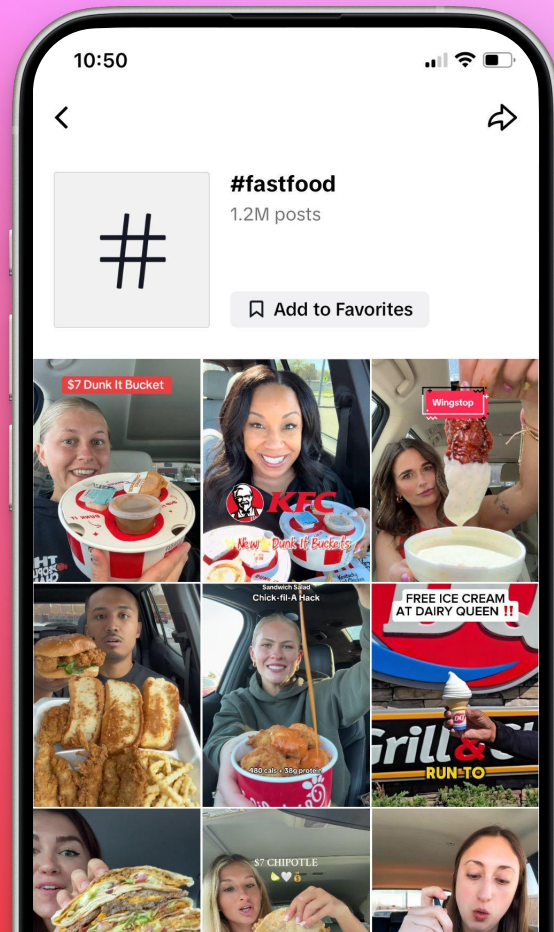 10:50
#fastfood
1.2M posts
Add to Favorites
$7 Dunk It Bucket
KFC
New Dunk It Buckets
Wingstop
Sandwich Salad
Chick-fil-A Hack
480 cals + 38g protein
FREE ICE CREAM
AT DAIRY QUEEN ‼️
DQ
Grill &
RUN TO
$7 CHIPOTLE